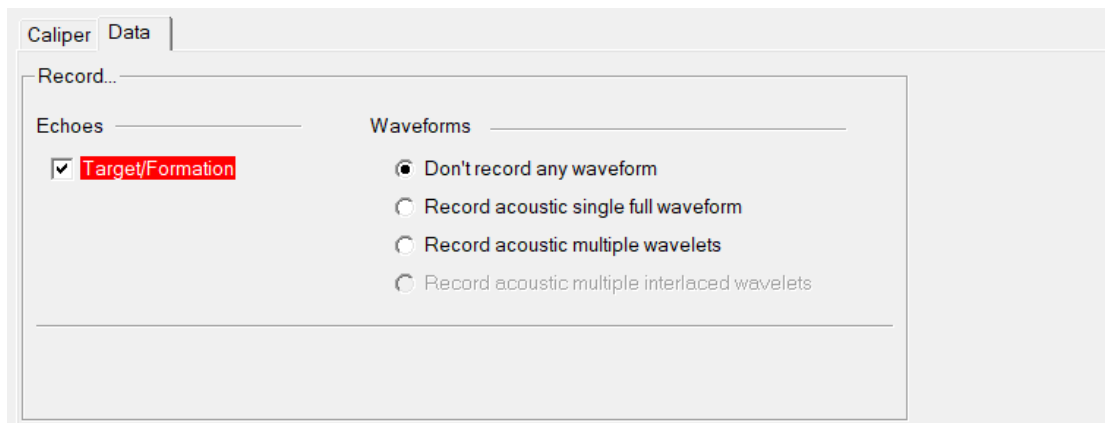 Caliper Data
Record...
Echoes
Target/Formation
Waveforms
Don't record any waveform
Record acoustic single full waveform
Record acoustic multiple wavelets
Record acoustic multiple interlaced wavelets